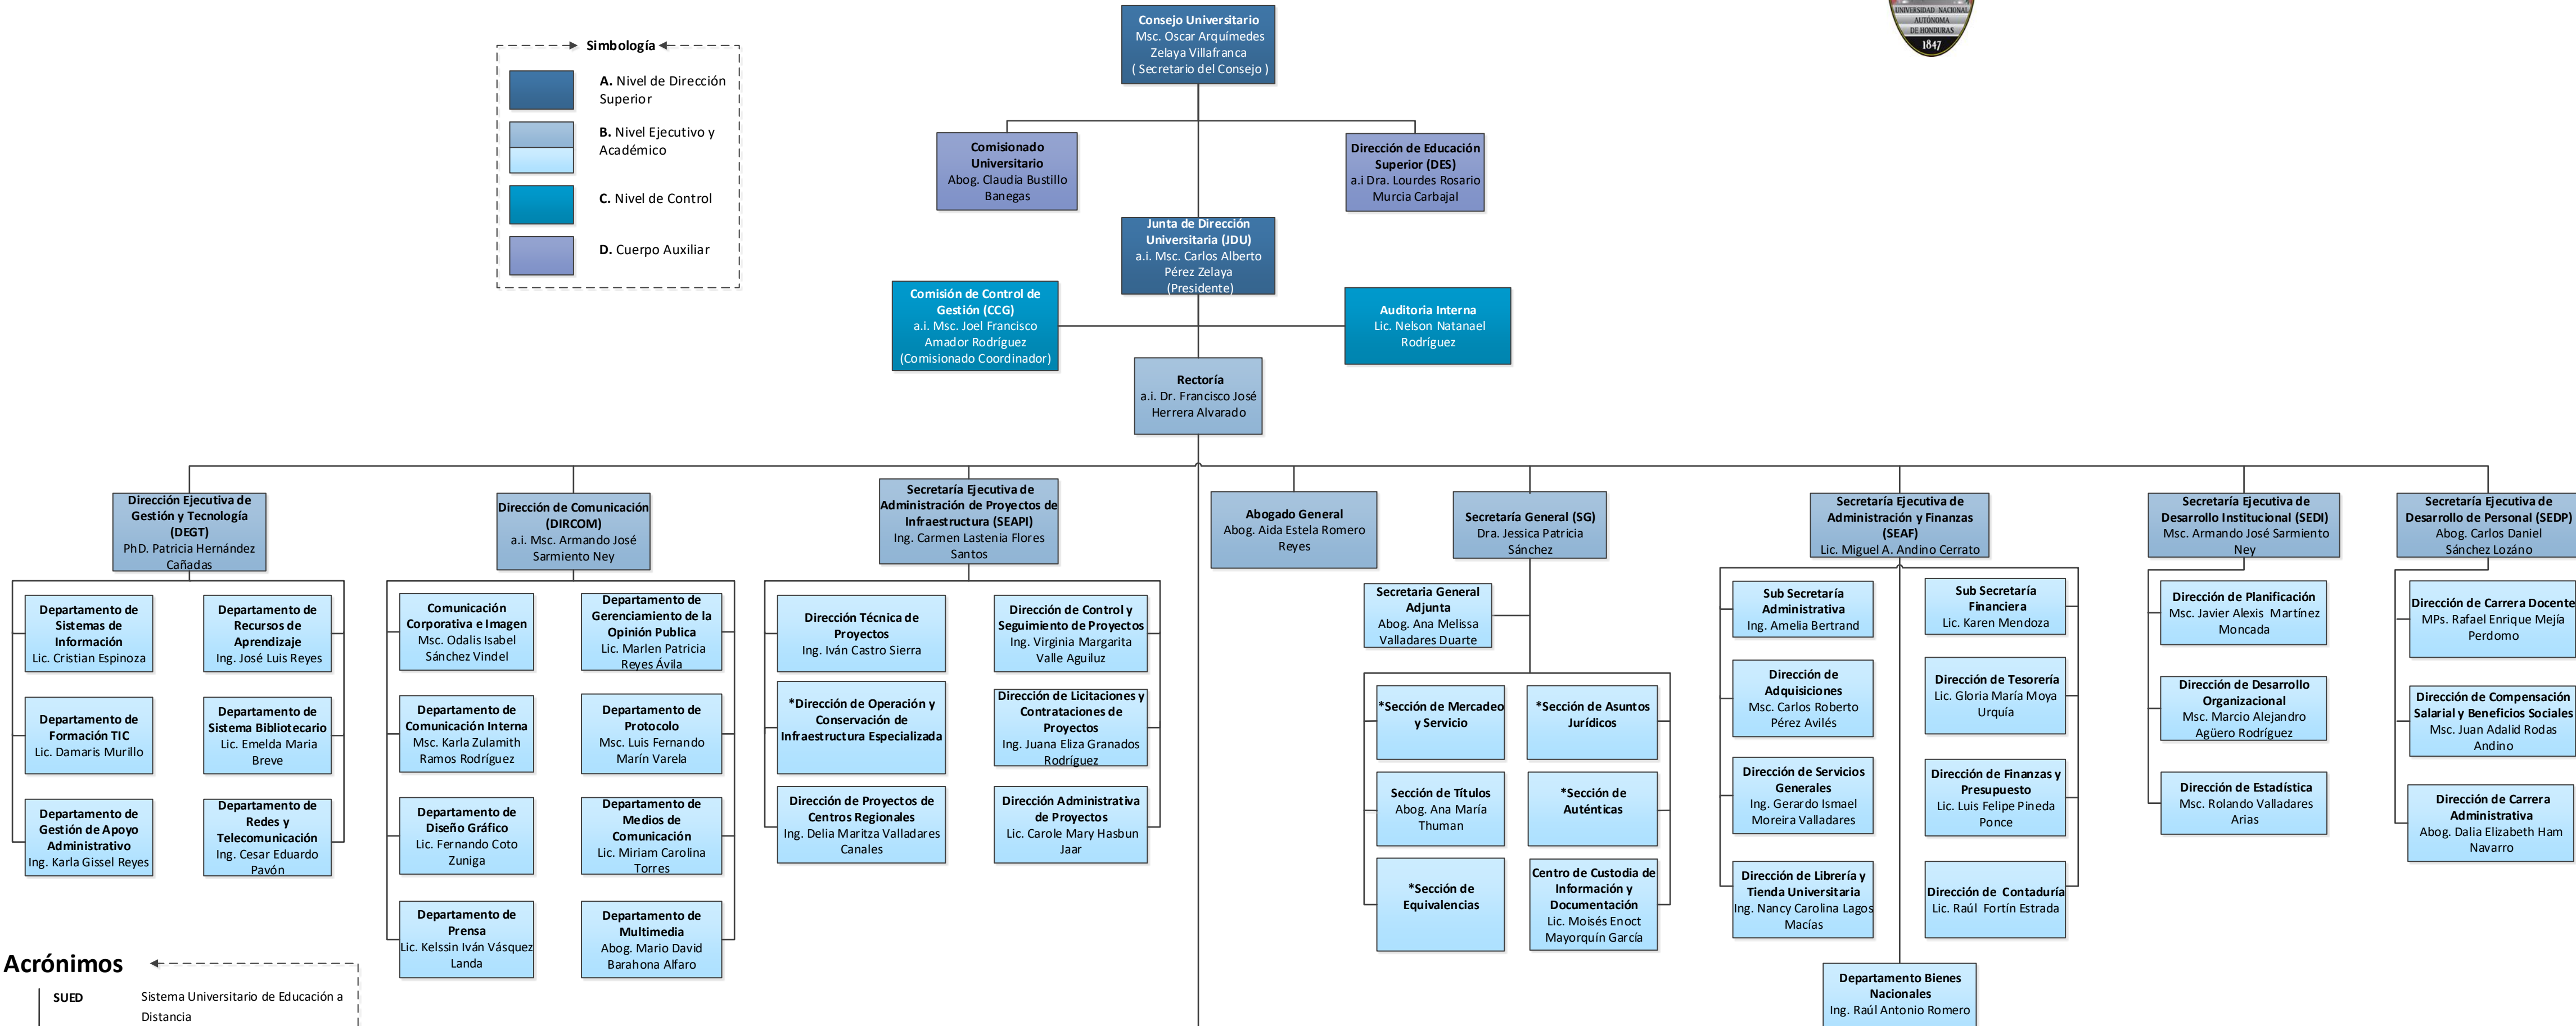 UNIVERSIDAD NACIONAL
AUTÓNOMA
DE HONDURAS
1847
Simbología
A. Nivel de Dirección
Superior
B. Nivel Ejecutivo y
Académico
C. Nivel de Control
D. Cuerpo Auxiliar
Consejo Universitario
Msc. Oscar Arquímedes
Zelaya Villafranca
( Secretario del Consejo )
Comisionado
Universitario
Abog. Claudia Bustillo
Banegas
Dirección de Educación
Superior (DES)
a.i Dra. Lourdes Rosario
Murcia Carbajal
Junta de Dirección
Universitaria (JDU)
a.i. Msc. Carlos Alberto
Pérez Zelaya
(Presidente)
Comisión de Control de
Gestión (CCG)
a.i. Msc. Joel Francisco
Amador Rodríguez
(Comisionado Coordinador)
Auditoria Interna
Lic. Nelson Natanael
Rodríguez
Rectoría
a.i. Dr. Francisco José
Herrera Alvarado
Dirección Ejecutiva de
Gestión y Tecnología
(DEGT)
PhD. Patricia Hernández
Cañadas
Departamento de
Sistemas de
Información
Lic. Cristian Espinoza
Departamento de
Recursos de
Aprendizaje
Ing. José Luis Reyes
Departamento de
Formación TIC
Lic. Damaris Murillo
Departamento de
Sistema Bibliotecario
Lic. Emelda Maria
Breve
Departamento de
Gestión de Apoyo
Administrativo
Ing. Karla Gissel Reyes
Departamento de
Redes y
Telecomunicación
Ing. Cesar Eduardo
Pavón
Dirección de Comunicación
(DIRCOM)
a.i. Msc. Armando José
Sarmiento Ney
Comunicación
Corporativa e Imagen
Msc. Odalis Isabel
Sánchez Vindel
Departamento de
Gerenciamiento de la
Opinión Publica
Lic. Marlen Patricia
Reyes Ávila
Departamento de
Comunicación Interna
Msc. Karla Zulamith
Ramos Rodríguez
Departamento de
Protocolo
Msc. Luis Fernando
Marín Varela
Departamento de
Diseño Gráfico
Lic. Fernando Coto
Zuniga
Departamento de
Medios de
Comunicación
Lic. Miriam Carolina
Torres
Departamento de
Prensa
Lic. Kelssin Iván Vásquez
Landa
Departamento de
Multimedia
Abog. Mario David
Barahona Alfaro
Secretaría Ejecutiva de
Administración de Proyectos de
Infraestructura (SEAPI)
Ing. Carmen Lastenia Flores
Santos
Dirección Técnica de
Proyectos
Ing. Iván Castro Sierra
Dirección de Control y
Seguimiento de Proyectos
Ing. Virginia Margarita
Valle Aguiluz
*Dirección de Operación y
Conservación de
Infraestructura Especializada
Dirección de Licitaciones y
Contrataciones de
Proyectos
Ing. Juana Eliza Granados
Rodríguez
Dirección de Proyectos de
Centros Regionales
Ing. Delia Maritza Valladares
Canales
Dirección Administrativa
de Proyectos
Lic. Carole Mary Hasbun
Jaar
Abogado General
Abog. Aida Estela Romero
Reyes
Secretaría General (SG)
Dra. Jessica Patricia
Sánchez
Secretaria General
Adjunta
Abog. Ana Melissa
Valladares Duarte
*Sección de Mercadeo
y Servicio
*Sección de Asuntos
Jurídicos
Sección de Títulos
Abog. Ana María
Thuman
*Sección de
Auténticas
*Sección de
Equivalencias
Centro de Custodia de
Información y
Documentación
Lic. Moisés Enoct
Mayorquín García
Secretaría Ejecutiva de
Administración y Finanzas
(SEAF)
Lic. Miguel A. Andino Cerrato
Sub Secretaría
Administrativa
Ing. Amelia Bertrand
Sub Secretaría
Financiera
Lic. Karen Mendoza
Dirección de
Adquisiciones
Msc. Carlos Roberto
Pérez Avilés
Dirección de Tesorería
Lic. Gloria María Moya
Urquía
Dirección de Servicios
Generales
Ing. Gerardo Ismael
Moreira Valladares
Dirección de Finanzas y
Presupuesto
Lic. Luis Felipe Pineda
Ponce
Dirección de Librería y
Tienda Universitaria
Ing. Nancy Carolina Lagos
Macías
Dirección de Contaduría
Lic. Raúl Fortín Estrada
Departamento Bienes
Nacionales
Ing. Raúl Antonio Romero
Secretaría Ejecutiva de
Desarrollo Institucional (SEDI)
Msc. Armando José Sarmiento
Ney
Dirección de Planificación
Msc. Javier Alexis Martínez
Moncada
Dirección de Desarrollo
Organizacional
Msc. Marcio Alejandro
Agüero Rodríguez
Dirección de Estadística
Msc. Rolando Valladares
Arias
Secretaría Ejecutiva de
Desarrollo de Personal (SEDP)
Abog. Carlos Daniel
Sánchez Lozáno
Dirección de Carrera Docente
MPs. Rafael Enrique Mejía
Perdomo
Dirección de Compensación
Salarial y Beneficios Sociales
Msc. Juan Adalid Rodas
Andino
Dirección de Carrera
Administrativa
Abog. Dalia Elizabeth Ham
Navarro
Acrónimos
SUED Sistema Universitario de Educación a
Distancia